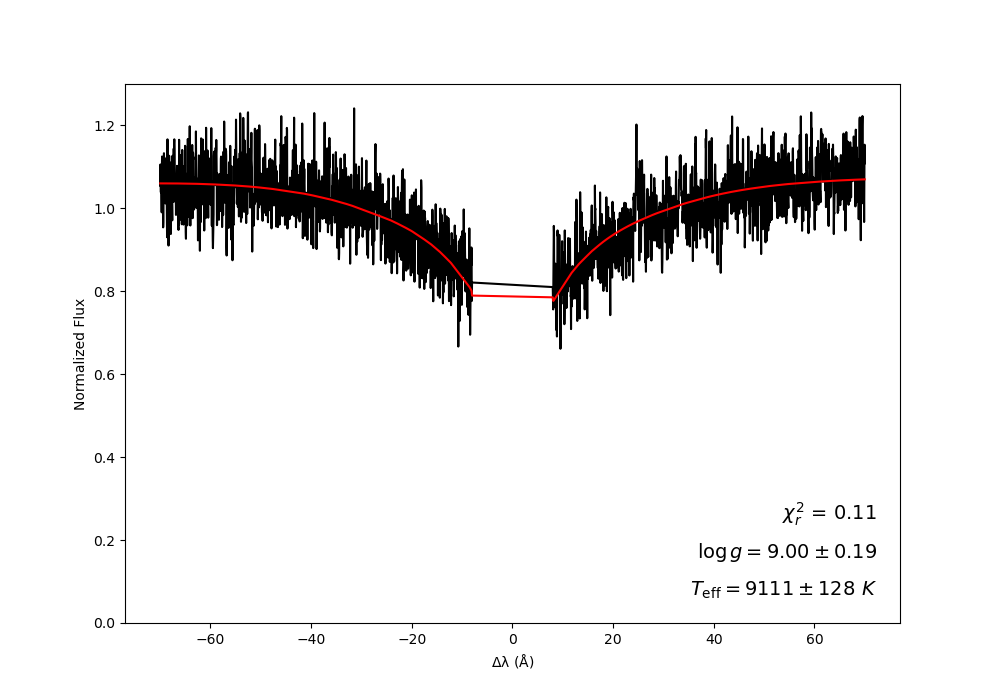 1.2
1.0
0.8
0.6
0.4
0.2
0.0
Normalized Flux
χ²ᵣ = 0.11
log g = 9.00 ± 0.19
T_eff = 9111 ± 128 K
−60 −40 −20 0 20 40 60
Δλ (Å)